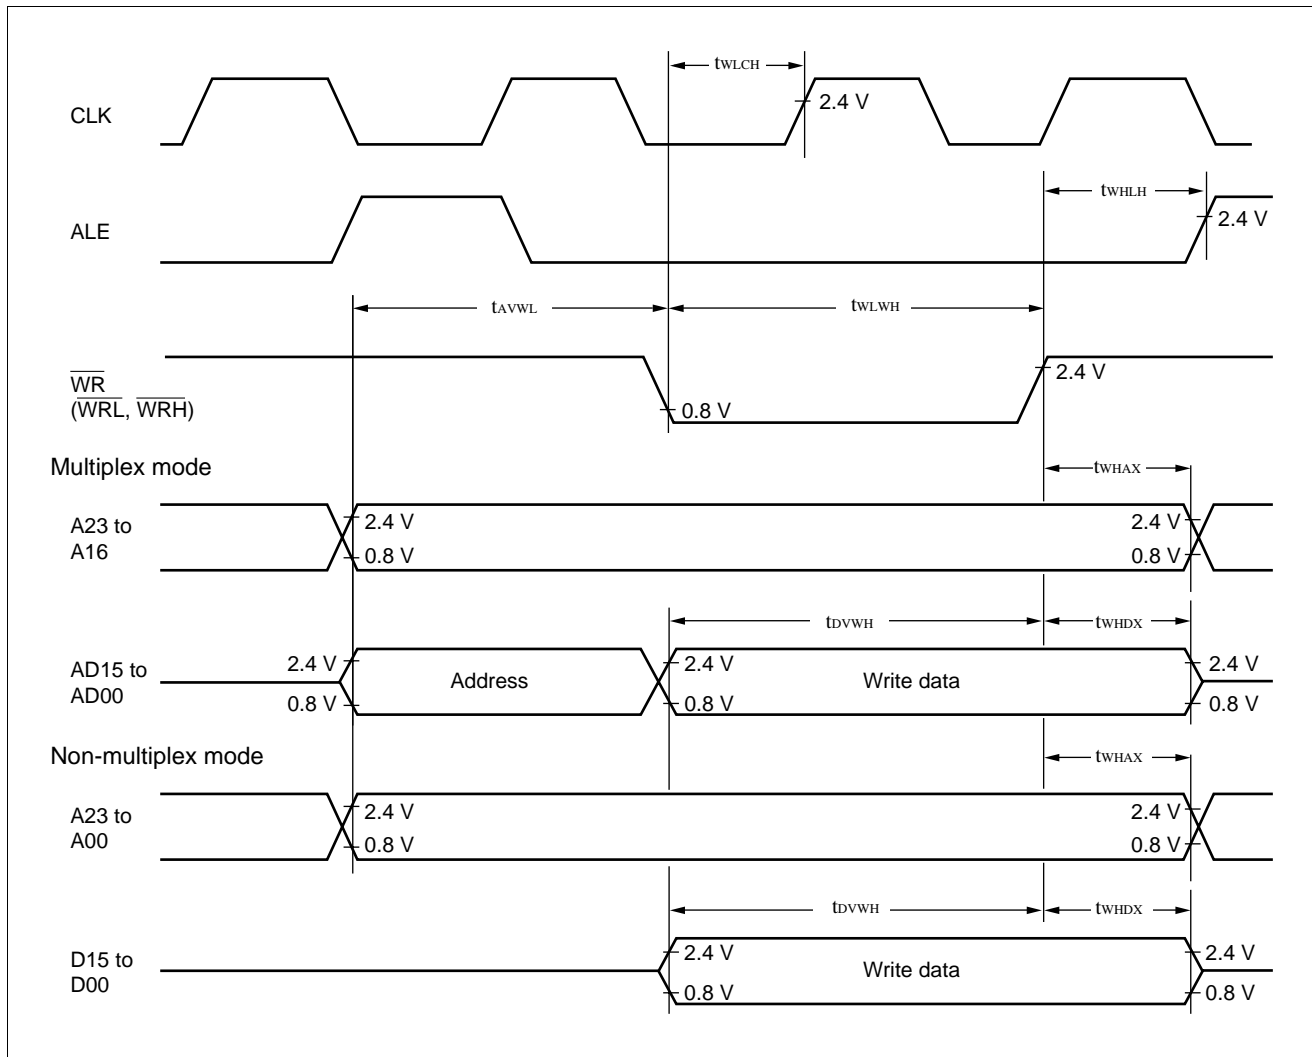 tWLCH
CLK
2.4 V
tWHLH
ALE
2.4 V
tAVWL
tWLWH
WR
(WRL, WRH)
2.4 V
0.8 V
Multiplex mode
tWHAX
A23 to
A16
2.4 V
2.4 V
0.8 V
0.8 V
tDVWH
tWHDX
AD15 to
AD00
2.4 V
2.4 V
2.4 V
Address
Write data
0.8 V
0.8 V
0.8 V
Non-multiplex mode
tWHAX
A23 to
A00
2.4 V
2.4 V
0.8 V
0.8 V
tDVWH
tWHDX
D15 to
D00
2.4 V
2.4 V
Write data
0.8 V
0.8 V